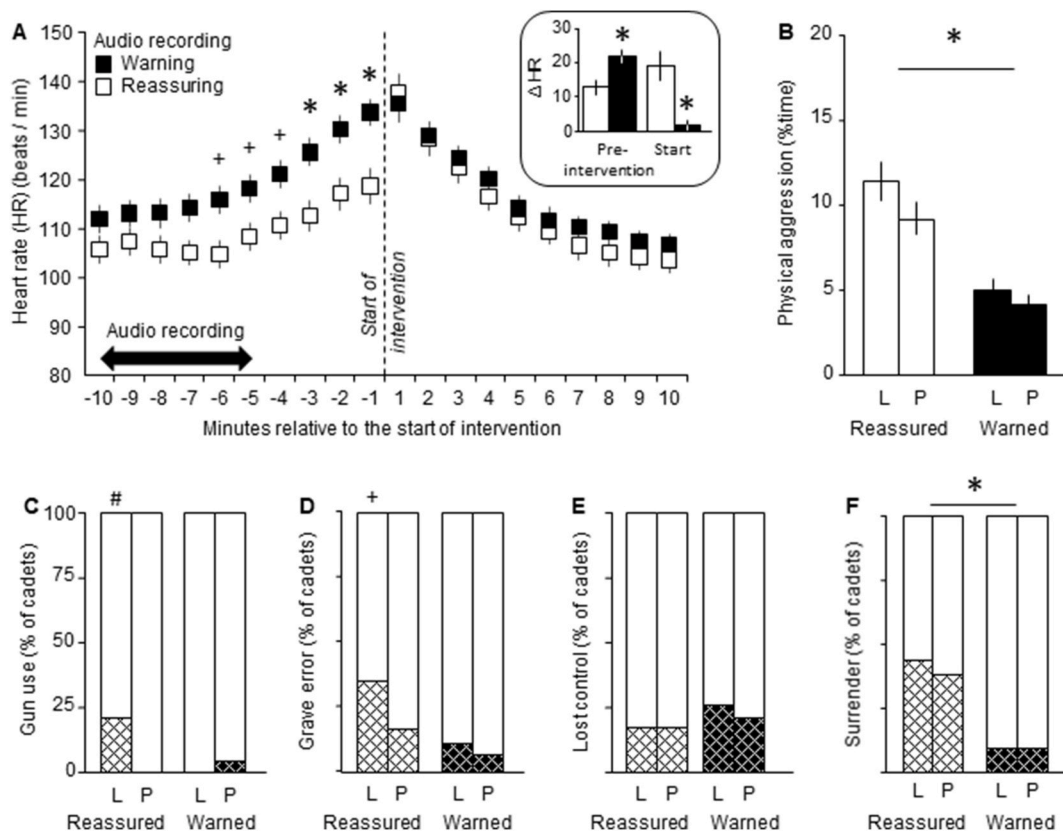 A
Audio recording
Warning
Reassuring
Heart rate (HR) (beats / min)
150
140
130
120
110
100
90
80
+ + + * * *
Audio recording
Start of
intervention
-10 -9 -8 -7 -6 -5 -4 -3 -2 -1 1 2 3 4 5 6 7 8 9 10
Minutes relative to the start of intervention
Δ HR
30
20
10
0
* *
Pre- Start
intervention
B
*
Physical aggression (%time)
20
15
10
5
0
L P L P
Reassured Warned
C
#
Gun use (% of cadets)
100
75
50
25
0
L P L P
Reassured Warned
D
+
Grave error (% of cadets)
L P L P
Reassured Warned
E
Lost control (% of cadets)
L P L P
Reassured Warned
F
*
Surrender (% of cadets)
L P L P
Reassured Warned